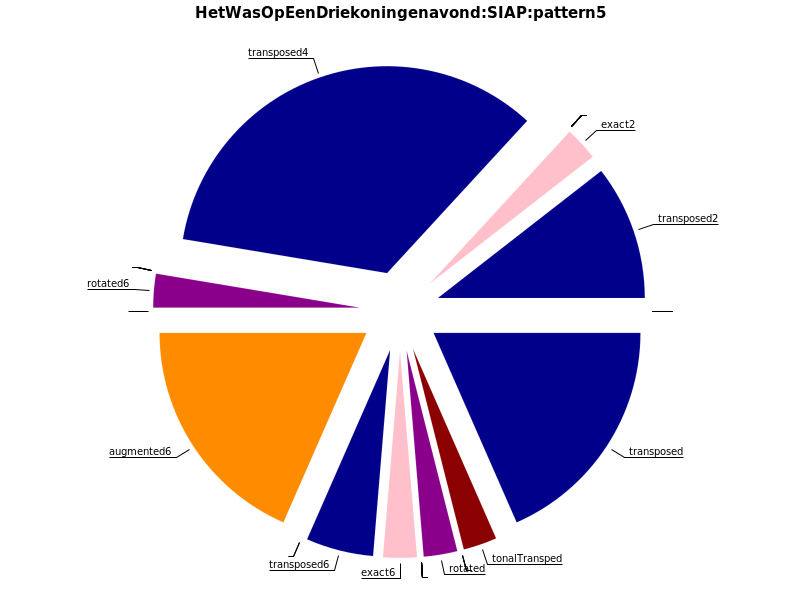 HetWasOpEenDriekoningenavond:SIAP:pattern5
transposed4
exact2
transposed2
rotated6
augmented6
transposed
tonalTransped
transposed6
rotated
exact6